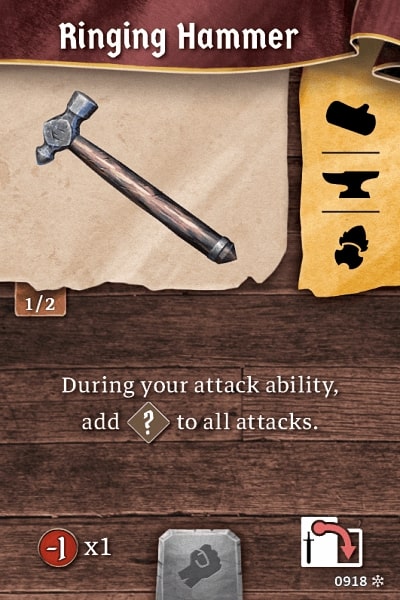 Ringing Hammer
1/2
During your attack ability,
add ? to all attacks.
-1 x1
0918